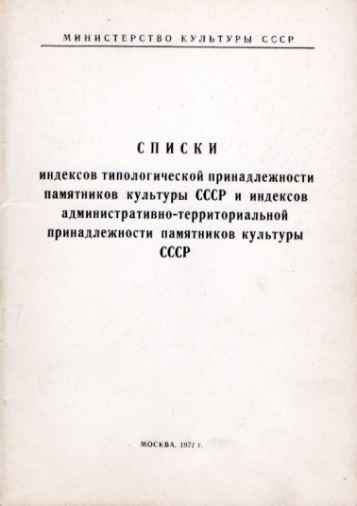 МИНИСТЕРСТВО КУЛЬТУРЫ СССР
СПИСКИ
индексов типологической принадлежности
памятников культуры СССР и индексов
административно-территориальной
принадлежности памятников культуры
СССР
МОСКВА, 1972 г.